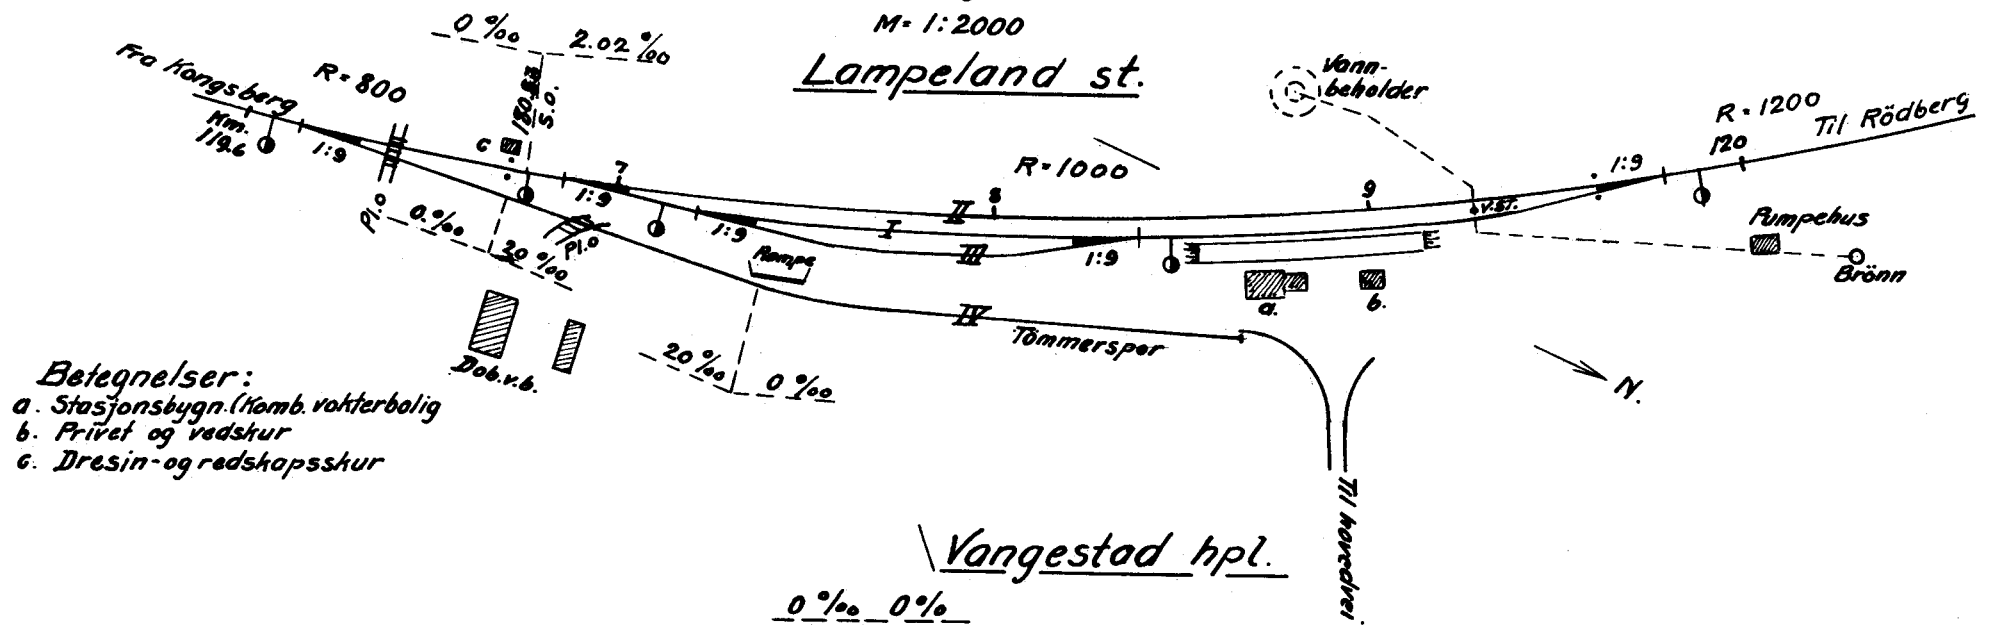 M= 1:2000
Lampeland st.
0 ‰
2.02 ‰
Fra Kongsberg
R=800
S.o.
Km.
119.6
1:9
c
Pl.o
0 ‰
20 ‰
Pl.o
1:9
7
1:9
Rampe
I
II
III
IV
8
R=1000
1:9
9
Vann-
beholder
V.ST.
1:9
R=1200
120
Til Rödberg
Pumpehus
Brönn
a.
b.
Dob.v.b.
20 ‰
0 ‰
Tömmerspor
N.
Til hovedvei
Betegnelser:
a. Stasjonsbygn. (Komb. vokterbolig
b. Privet og vedskur
c. Dresin- og redskapsskur
Vangestad hpl.
0 ‰ 0 ‰